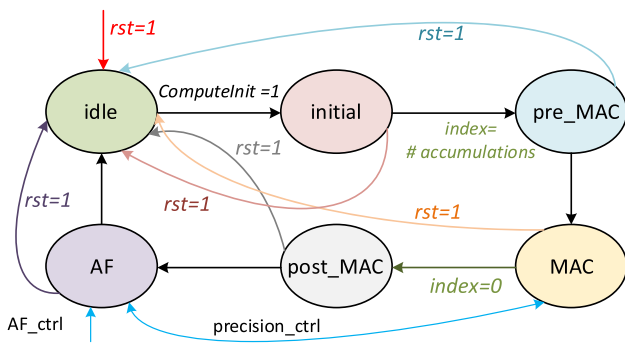 rst=1
rst=1
ComputeInit =1
idle
initial
pre_MAC
index=
# accumulations
rst=1
rst=1
rst=1
rst=1
AF
post_MAC
MAC
index=0
AF_ctrl
precision_ctrl